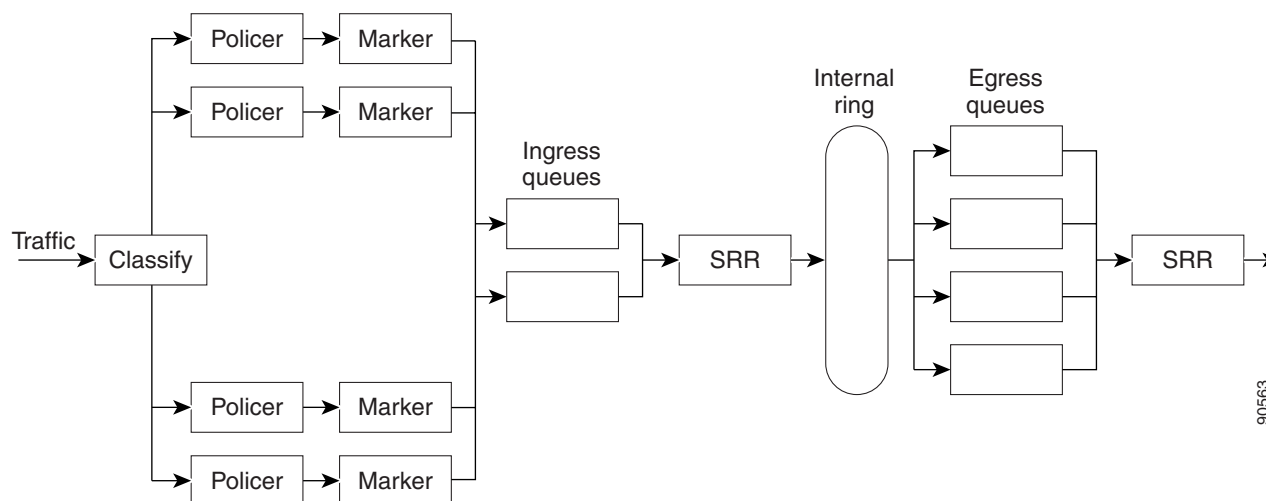 Policer
Marker
Policer
Marker
Internal
ring
Egress
queues
Ingress
queues
Traffic
Classify
SRR
SRR
Policer
Marker
Policer
Marker
90563